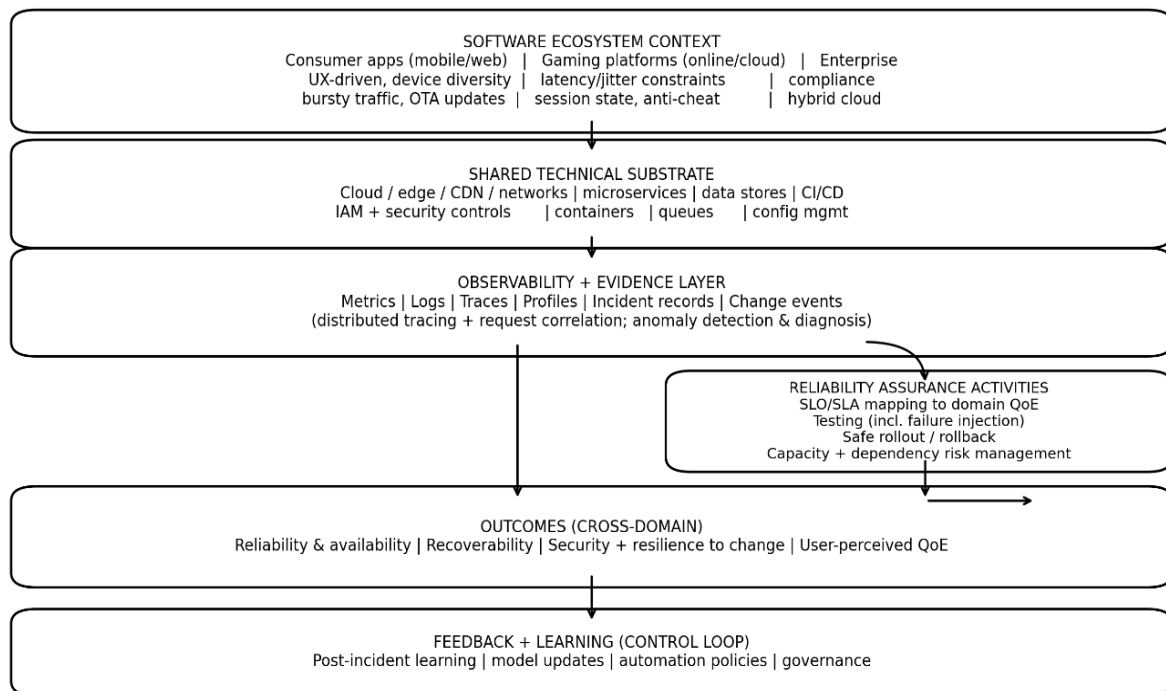 SOFTWARE ECOSYSTEM CONTEXT
Consumer apps (mobile/web) | Gaming platforms (online/cloud) | Enterprise
UX-driven, device diversity | latency/jitter constraints | compliance
bursty traffic, OTA updates | session state, anti-cheat | hybrid cloud
SHARED TECHNICAL SUBSTRATE
Cloud / edge / CDN / networks | microservices | data stores | CI/CD
IAM + security controls | containers | queues | config mgmt
OBSERVABILITY + EVIDENCE LAYER
Metrics | Logs | Traces | Profiles | Incident records | Change events
(distributed tracing + request correlation; anomaly detection & diagnosis)
RELIABILITY ASSURANCE ACTIVITIES
SLO/SLA mapping to domain QoE
Testing (incl. failure injection)
Safe rollout / rollback
Capacity + dependency risk management
OUTCOMES (CROSS-DOMAIN)
Reliability & availability | Recoverability | Security + resilience to change | User-perceived QoE
FEEDBACK + LEARNING (CONTROL LOOP)
Post-incident learning | model updates | automation policies | governance